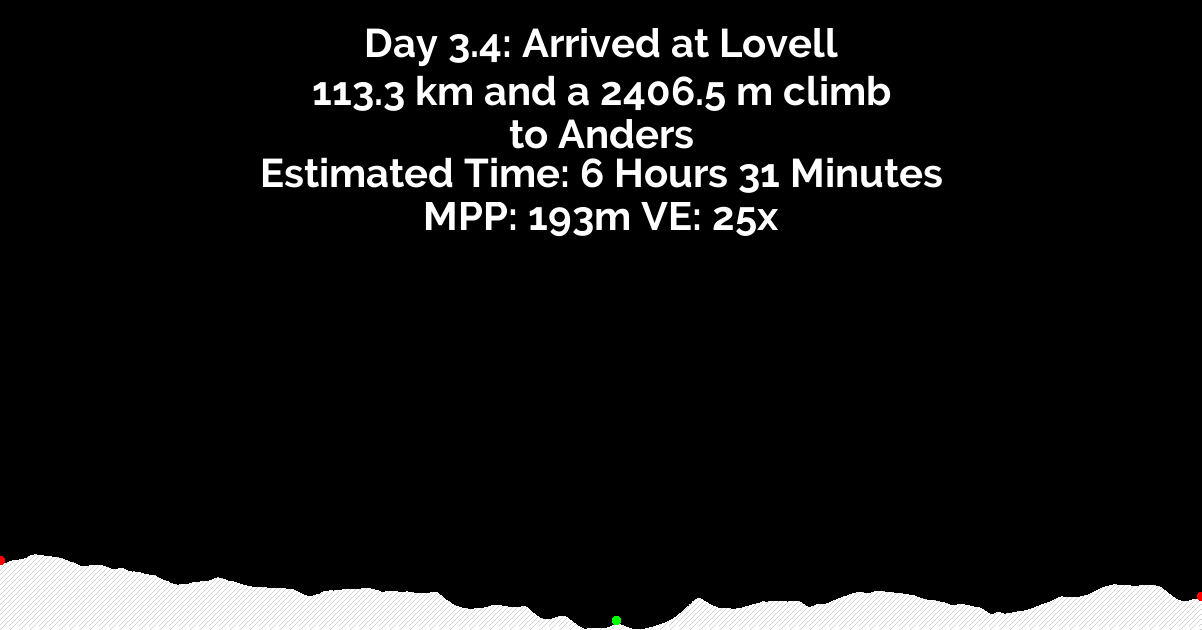 Day 3.4: Arrived at Lovell
113.3 km and a 2406.5 m climb
to Anders
Estimated Time: 6 Hours 31 Minutes
MPP: 193m VE: 25x